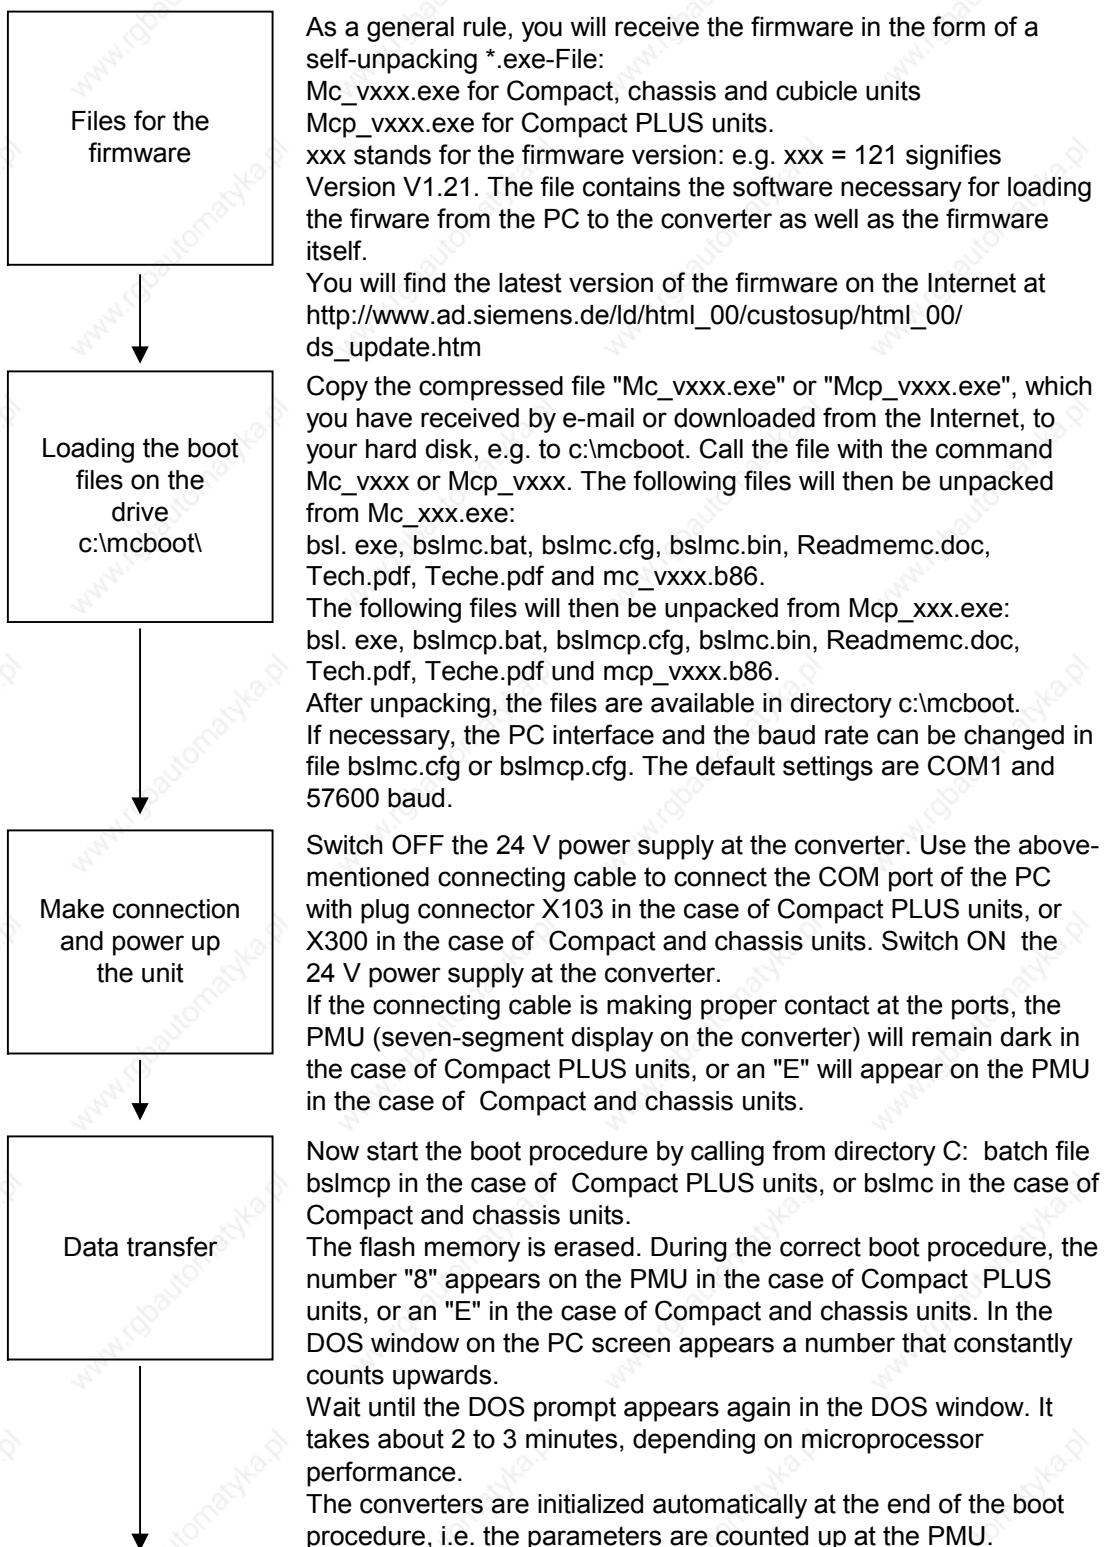 Files for the
firmware
As a general rule, you will receive the firmware in the form of a
self-unpacking *.exe-File:
Mc_vxxx.exe for Compact, chassis and cubicle units
Mcp_vxxx.exe for Compact PLUS units.
xxx stands for the firmware version: e.g. xxx = 121 signifies
Version V1.21. The file contains the software necessary for loading
the firware from the PC to the converter as well as the firmware
itself.
You will find the latest version of the firmware on the Internet at
http://www.ad.siemens.de/ld/html_00/custosup/html_00/
ds_update.htm
Loading the boot
files on the
drive
c:\mcboot\
Copy the compressed file "Mc_vxxx.exe" or "Mcp_vxxx.exe", which
you have received by e-mail or downloaded from the Internet, to
your hard disk, e.g. to c:\mcboot. Call the file with the command
Mc_vxxx or Mcp_vxxx. The following files will then be unpacked
from Mc_xxx.exe:
bsl. exe, bslmc.bat, bslmc.cfg, bslmc.bin, Readmemc.doc,
Tech.pdf, Teche.pdf and mc_vxxx.b86.
The following files will then be unpacked from Mcp_xxx.exe:
bsl. exe, bslmcp.bat, bslmcp.cfg, bslmc.bin, Readmemc.doc,
Tech.pdf, Teche.pdf und mcp_vxxx.b86.
After unpacking, the files are available in directory c:\mcboot.
If necessary, the PC interface and the baud rate can be changed in
file bslmc.cfg or bslmcp.cfg. The default settings are COM1 and
57600 baud.
Make connection
and power up
the unit
Switch OFF the 24 V power supply at the converter. Use the above-
mentioned connecting cable to connect the COM port of the PC
with plug connector X103 in the case of Compact PLUS units, or
X300 in the case of  Compact and chassis units. Switch ON  the
24 V power supply at the converter.
If the connecting cable is making proper contact at the ports, the
PMU (seven-segment display on the converter) will remain dark in
the case of Compact PLUS units, or an "E" will appear on the PMU
in the case of  Compact and chassis units.
Data transfer
Now start the boot procedure by calling from directory C:  batch file
bslmcp in the case of  Compact PLUS units, or bslmc in the case of
Compact and chassis units.
The flash memory is erased. During the correct boot procedure, the
number "8" appears on the PMU in the case of Compact  PLUS
units, or an "E" in the case of Compact and chassis units. In the
DOS window on the PC screen appears a number that constantly
counts upwards.
Wait until the DOS prompt appears again in the DOS window. It
takes about 2 to 3 minutes, depending on microprocessor
performance.
The converters are initialized automatically at the end of the boot
procedure, i.e. the parameters are counted up at the PMU.
www.rgbautomatyka.pl